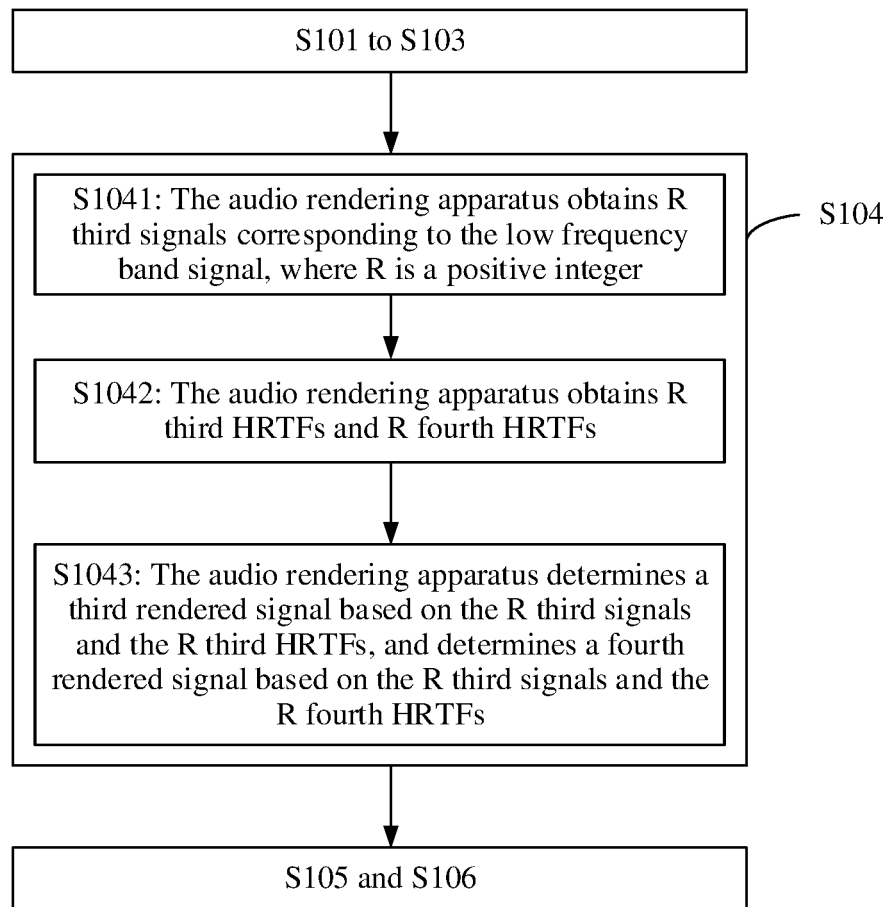 S101 to S103
S1041: The audio rendering apparatus obtains R
third signals corresponding to the low frequency
band signal, where R is a positive integer
S104
S1042: The audio rendering apparatus obtains R
third HRTFs and R fourth HRTFs
S1043: The audio rendering apparatus determines a
third rendered signal based on the R third signals
and the R third HRTFs, and determines a fourth
rendered signal based on the R third signals and the
R fourth HRTFs
S105 and S106